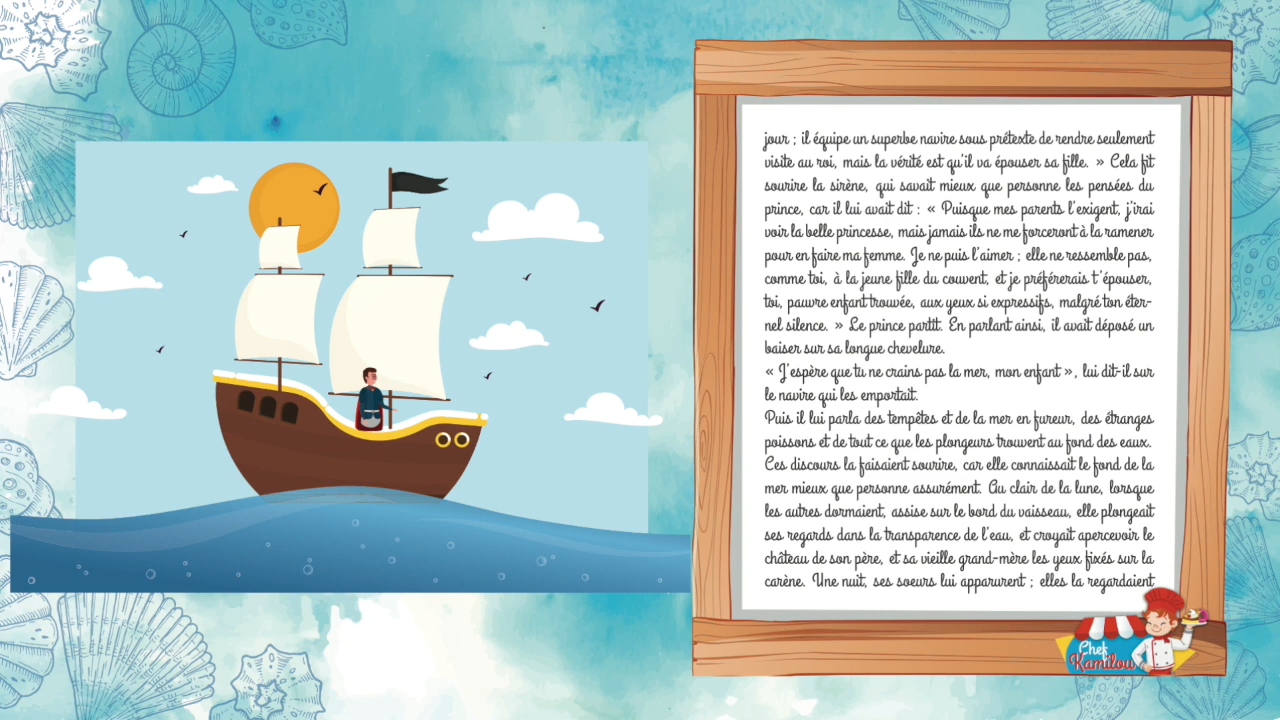 jour ; il équipe un superbe navire sous prétexte de rendre seulement
visite au roi, mais la vérité est qu'il va épouser sa fille. » Cela fit
sourire la sirène, qui savait mieux que personne les pensées du
prince, car il lui avait dit : « Puisque mes parents l'exigent, j'irai
voir la belle princesse, mais jamais ils ne me forceront à la ramener
pour en faire ma femme. Je ne puis l'aimer ; elle ne ressemble pas,
comme toi, à la jeune fille du couvent, et je préférerais t'épouser,
toi, pauvre enfant trouvée, aux yeux si expressifs, malgré ton éter-
nel silence. » Le prince partit. En parlant ainsi, il avait déposé un
baiser sur sa longue chevelure.
« J'espère que tu ne crains pas la mer, mon enfant », lui dit-il sur
le navire qui les emportait.
Puis il lui parla des tempêtes et de la mer en fureur, des étranges
poissons et de tout ce que les plongeurs trouvent au fond des eaux.
Ces discours la faisaient sourire, car elle connaissait le fond de la
mer mieux que personne assurément. Au clair de la lune, lorsque
les autres dormaient, assise sur le bord du vaisseau, elle plongeait
ses regards dans la transparence de l'eau, et croyait apercevoir le
château de son père, et sa vieille grand-mère les yeux fixés sur la
carène. Une nuit, ses soeurs lui apparurent ; elles la regardaient
Chef
Kamilou